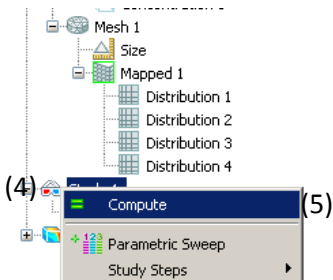 Mesh 1
Size
Mapped 1
Distribution 1
Distribution 2
Distribution 3
Distribution 4
(4)
= Compute (5)
Parametric Sweep
Study Steps